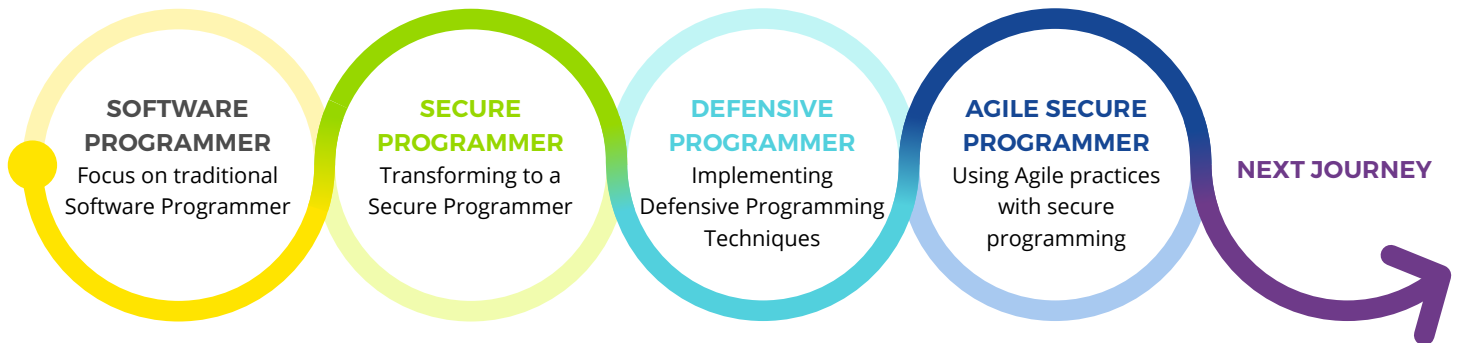 SOFTWARE
PROGRAMMER
Focus on traditional
Software Programmer
SECURE
PROGRAMMER
Transforming to a
Secure Programmer
DEFENSIVE
PROGRAMMER
Implementing
Defensive Programming
Techniques
AGILE SECURE
PROGRAMMER
Using Agile practices
with secure
programming
NEXT JOURNEY